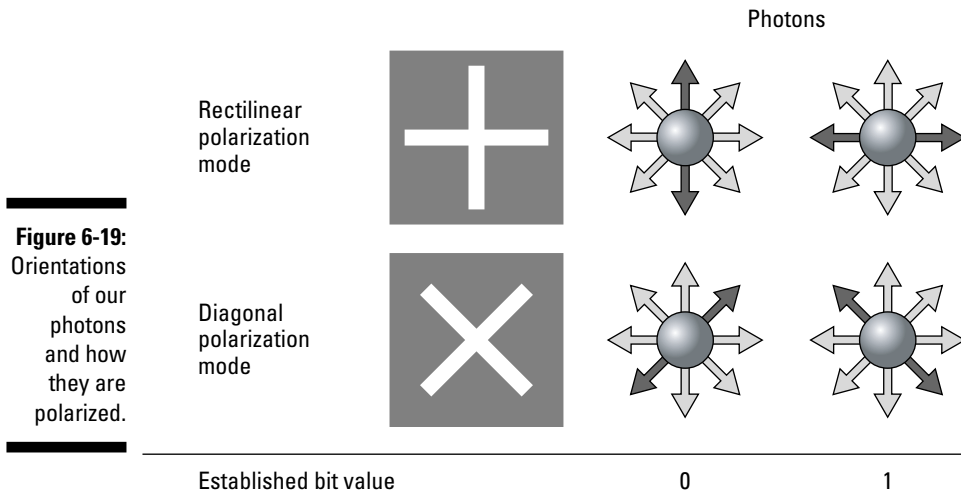 Photons
Rectilinear
polarization
mode
Figure 6-19:
Orientations
of our
photons
and how
they are
polarized.
Diagonal
polarization
mode
Established bit value 0 1